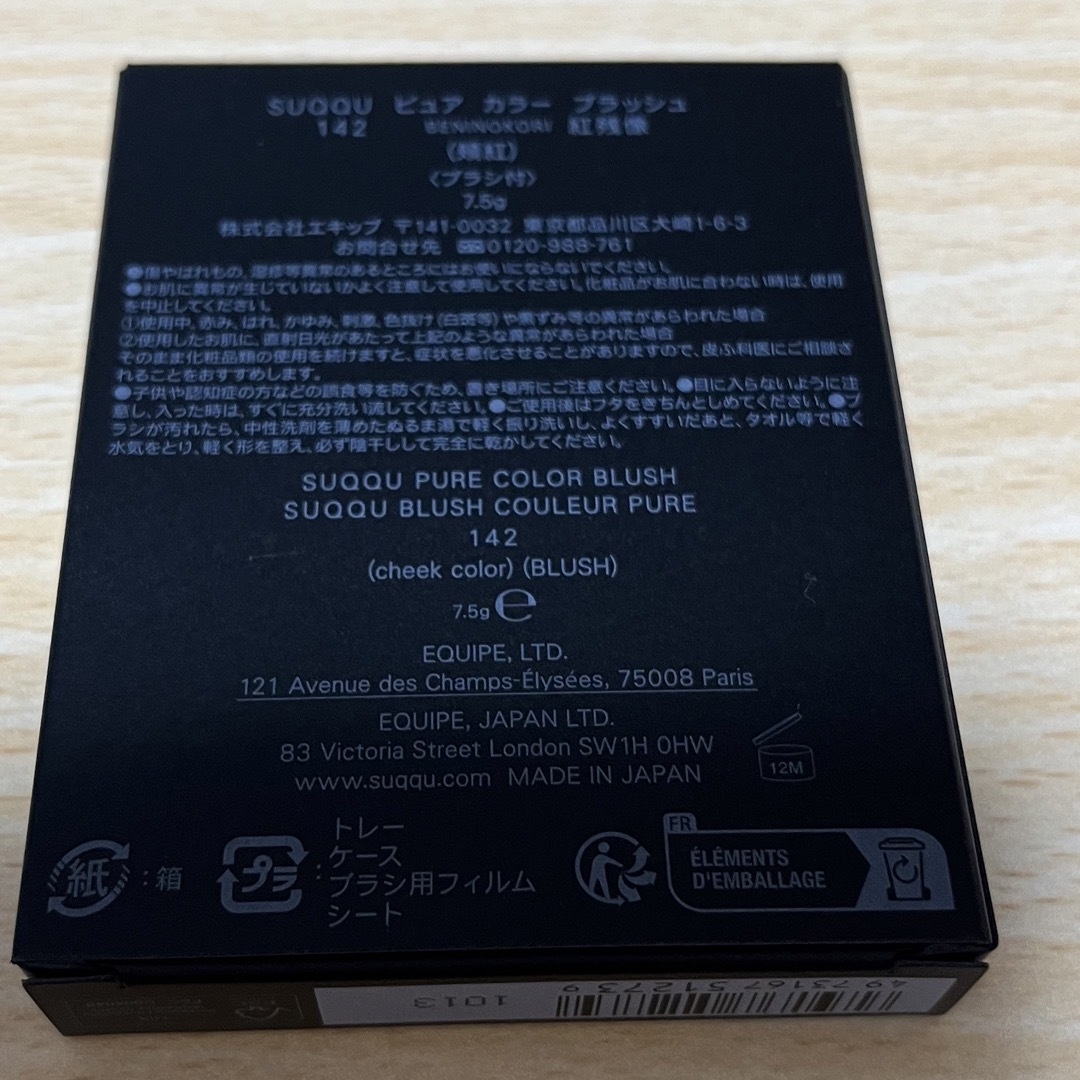 SUQQU ピュア カラー ブラッシュ
142 BENINOKORI 紅残像
(頬紅)
〈ブラシ付〉
7.5g
株式会社エキップ 〒141-0032 東京都品川区大崎1-6-3
お問合せ先 0120-988-761
●傷やはれもの、湿疹等異常のあるところにはお使いにならないでください。
●お肌に異常が生じていないかよく注意して使用してください。化粧品がお肌に合わない時は、使用
を中止してください。
①使用中、赤み、はれ、かゆみ、刺激、色抜け(白斑等)や黒ずみ等の異常があらわれた場合
②使用したお肌に、直射日光があたって上記のような異常があらわれた場合
そのまま化粧品類の使用を続けますと、症状を悪化させることがありますので、皮ふ科医にご相談さ
れることをおすすめします。
●子供や認知症の方などの誤食等を防ぐため、置き場所にご注意ください。●目に入らないように注
意し、入った時は、すぐに充分洗い流してください。●ご使用後はフタをきちんとしめてください。●ブ
ラシが汚れたら、中性洗剤を薄めたぬるま湯で軽く振り洗いし、よくすすいだあと、タオル等で軽く
水気をとり、軽く形を整え、必ず陰干しして完全に乾かしてください。
SUQQU PURE COLOR BLUSH
SUQQU BLUSH COULEUR PURE
142
(cheek color) (BLUSH)
7.5g ℮
EQUIPE, LTD.
121 Avenue des Champs-Élysées, 75008 Paris
EQUIPE, JAPAN LTD.
83 Victoria Street London SW1H 0HW
www.suqqu.com MADE IN JAPAN
12M
紙:箱
プラ:トレー
ケース
ブラシ用フィルム
シート
FR
ÉLÉMENTS
D'EMBALLAGE
1013
4973167512739